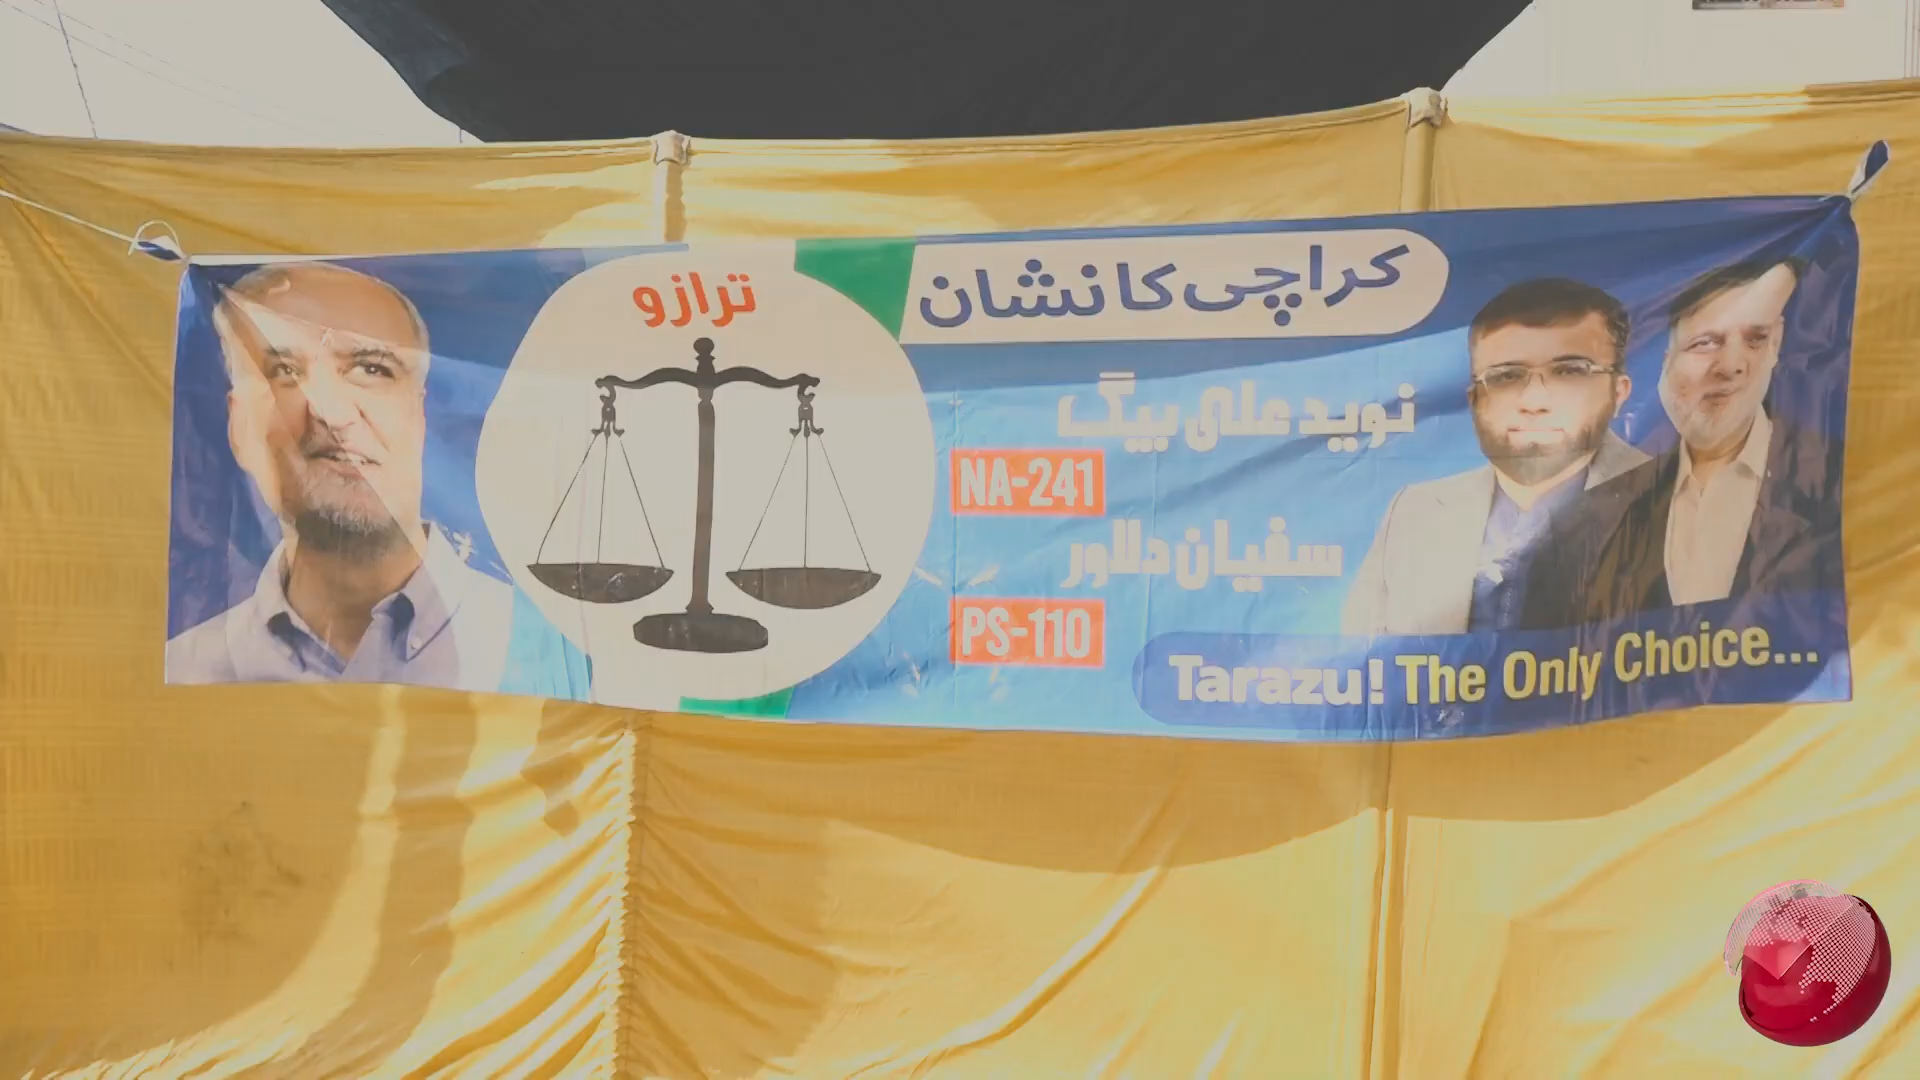 ترازو
کراچی کا نشان
نوید علی بیگ
NA-241
سفیان دلاور
PS-110
Tarazu! The Only Choice...